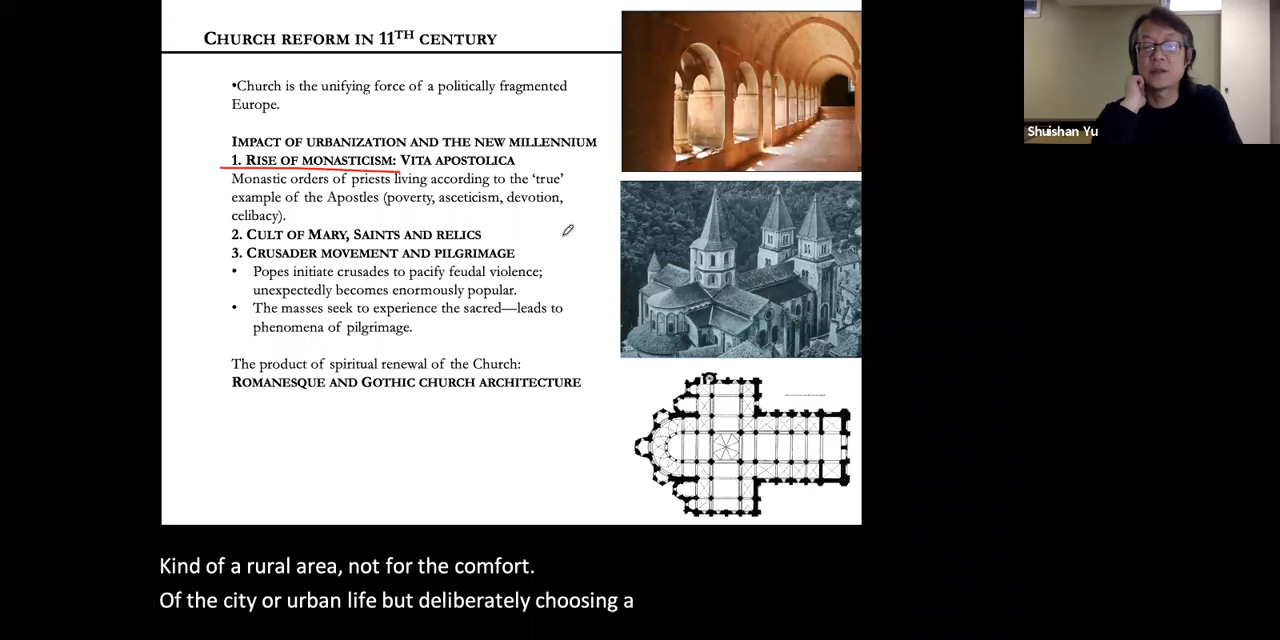 CHURCH REFORM IN 11TH CENTURY
•Church is the unifying force of a politically fragmented
Europe.
IMPACT OF URBANIZATION AND THE NEW MILLENNIUM
1. RISE OF MONASTICISM: VITA APOSTOLICA
Monastic orders of priests living according to the ‘true’
example of the Apostles (poverty, asceticism, devotion,
celibacy).
2. CULT OF MARY, SAINTS AND RELICS
3. CRUSADER MOVEMENT AND PILGRIMAGE
• Popes initiate crusades to pacify feudal violence;
unexpectedly becomes enormously popular.
• The masses seek to experience the sacred—leads to
phenomena of pilgrimage.
The product of spiritual renewal of the Church:
ROMANESQUE AND GOTHIC CHURCH ARCHITECTURE
Shuishan Yu
Kind of a rural area, not for the comfort.
Of the city or urban life but deliberately choosing a